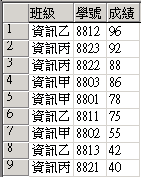 班級 學號 成績
1 資訊乙 8812 96
2 資訊丙 8823 92
3 資訊丙 8822 88
4 資訊甲 8803 86
5 資訊甲 8801 78
6 資訊乙 8811 75
7 資訊甲 8802 55
8 資訊乙 8813 42
9 資訊丙 8821 40